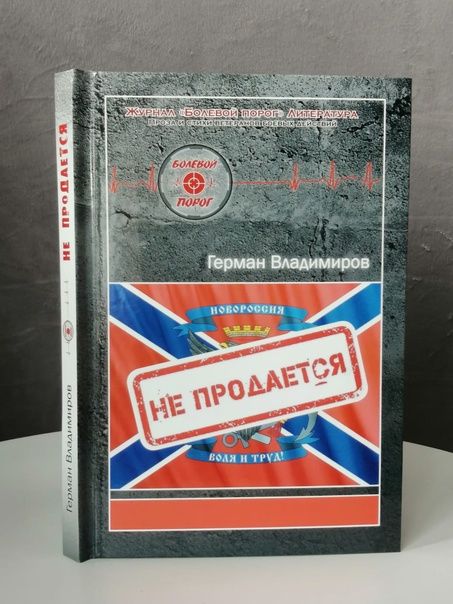 Журнал «Болевой порог» Литература
Проза и стихи ветеранов боевых действий
БОЛЕВОЙ
ПОРОГ
Герман Владимиров
НОВОРОССИЯ
НЕ ПРОДАЕТСЯ
ВОЛЯ И ТРУД!
НЕ ПРОДАЕТСЯ
Герман Владимиров